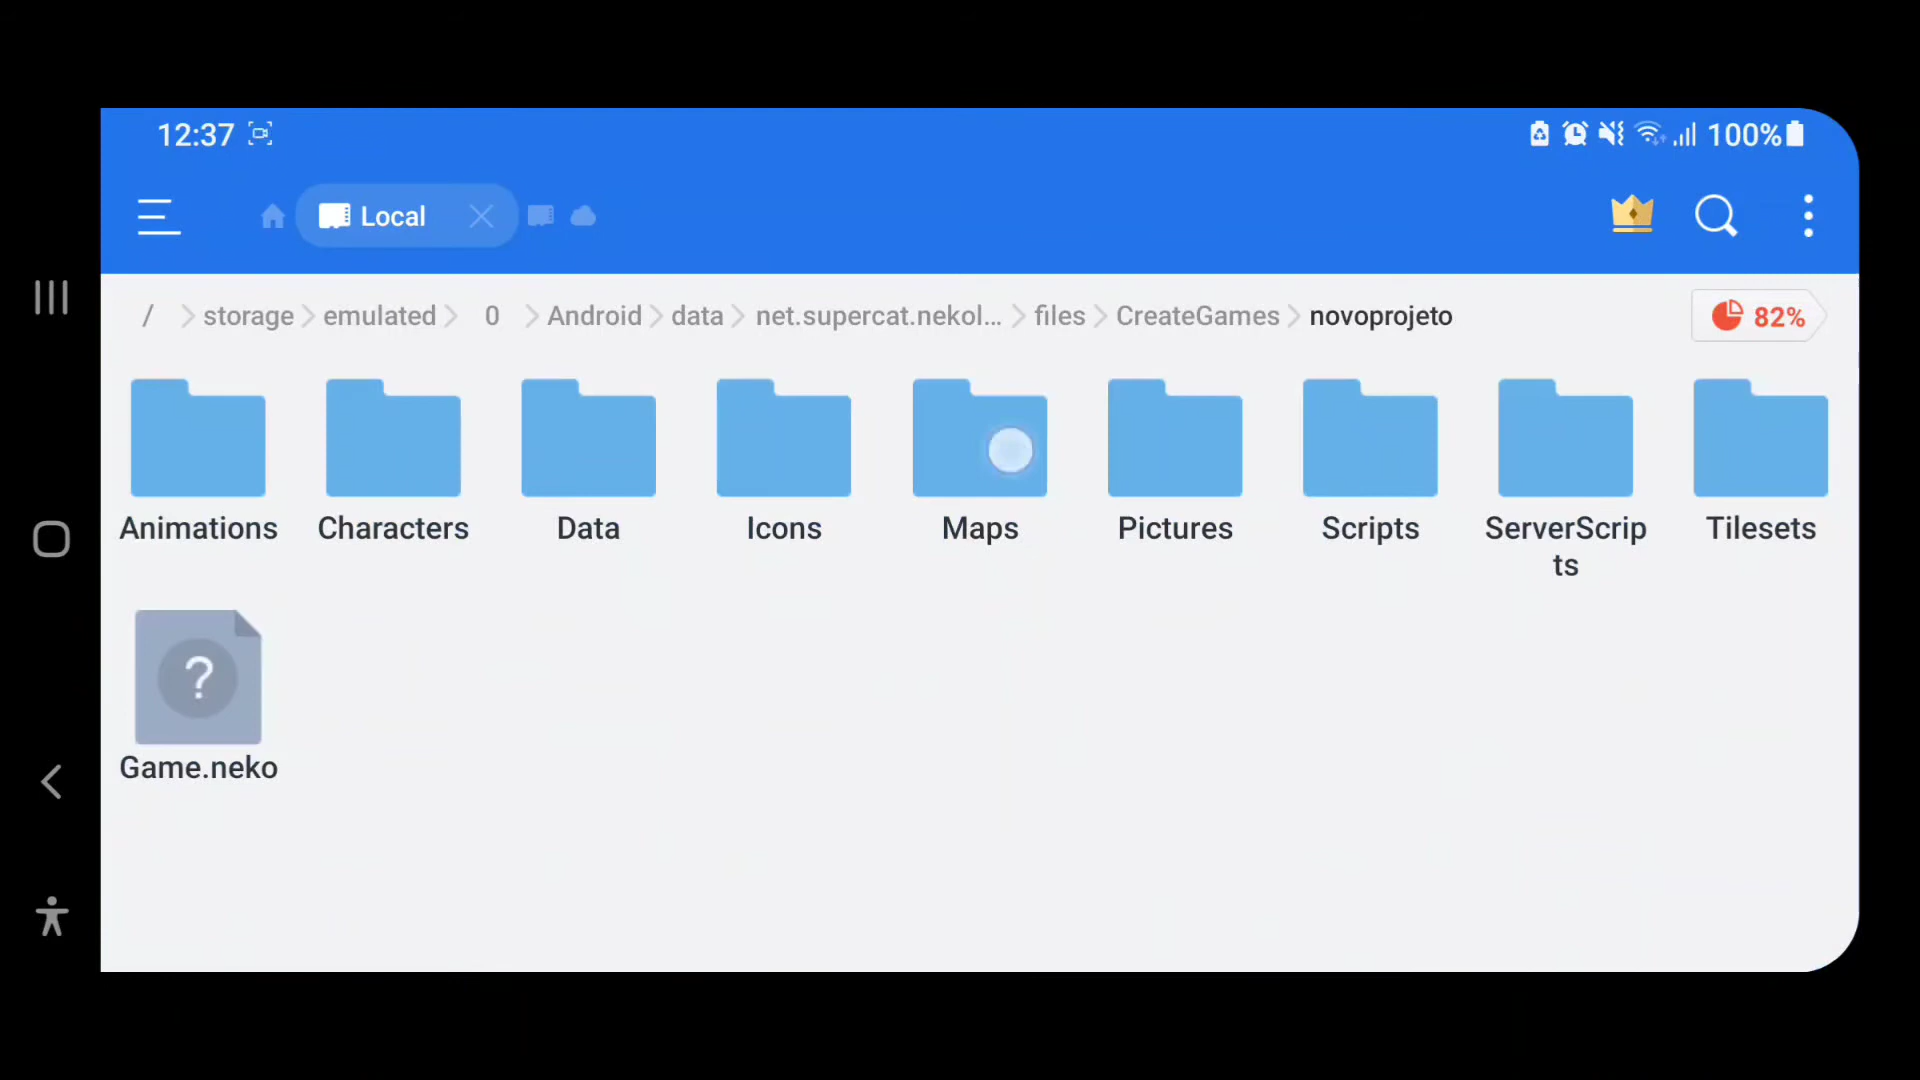 12:37 100%
Local
/ storage emulated 0 Android data net.supercat.nekol... files CreateGames novoprojeto 82%
Animations Characters Data Icons Maps Pictures Scripts ServerScrip Tilesets
ts
?
Game.neko